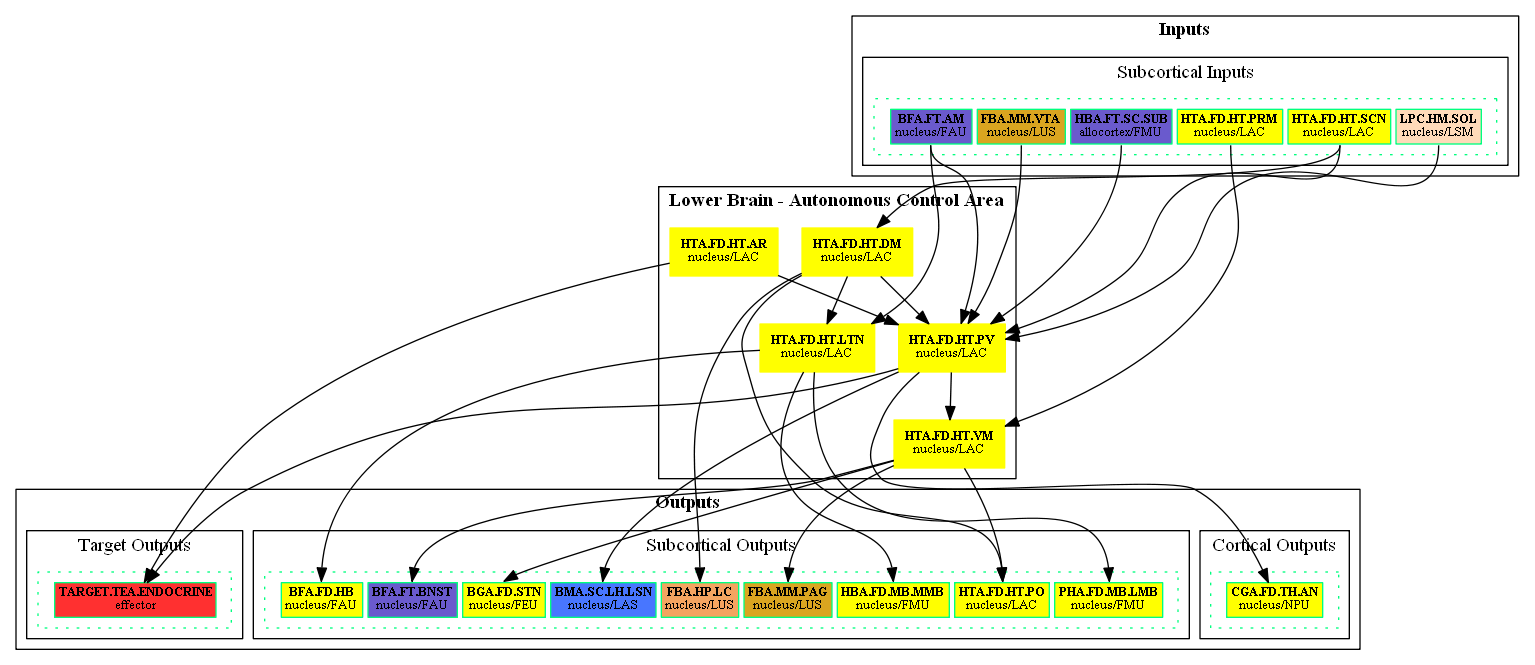 Inputs
Subcortical Inputs
BFA.FT.AM
nucleus/FAU
FBA.MM.VTA
nucleus/LUS
HBA.FT.SC.SUB
allocortex/FMU
HTA.FD.HT.PRM
nucleus/LAC
HTA.FD.HT.SCN
nucleus/LAC
LPC.HM.SOL
nucleus/LSM
Lower Brain - Autonomous Control Area
HTA.FD.HT.AR
nucleus/LAC
HTA.FD.HT.DM
nucleus/LAC
HTA.FD.HT.LTN
nucleus/LAC
HTA.FD.HT.PV
nucleus/LAC
HTA.FD.HT.VM
nucleus/LAC
Outputs
Target Outputs
TARGET.TEA.ENDOCRINE
effector
Subcortical Outputs
BFA.FD.HB
nucleus/FAU
BFA.FT.BNST
nucleus/FAU
BGA.FD.STN
nucleus/FEU
BMA.SC.LH.LSN
nucleus/LAS
FBA.HP.LC
nucleus/LUS
FBA.MM.PAG
nucleus/LUS
HBA.FD.MB.MMB
nucleus/FMU
HTA.FD.HT.PO
nucleus/LAC
PHA.FD.MB.LMB
nucleus/FMU
Cortical Outputs
CGA.FD.TH.AN
nucleus/NPU